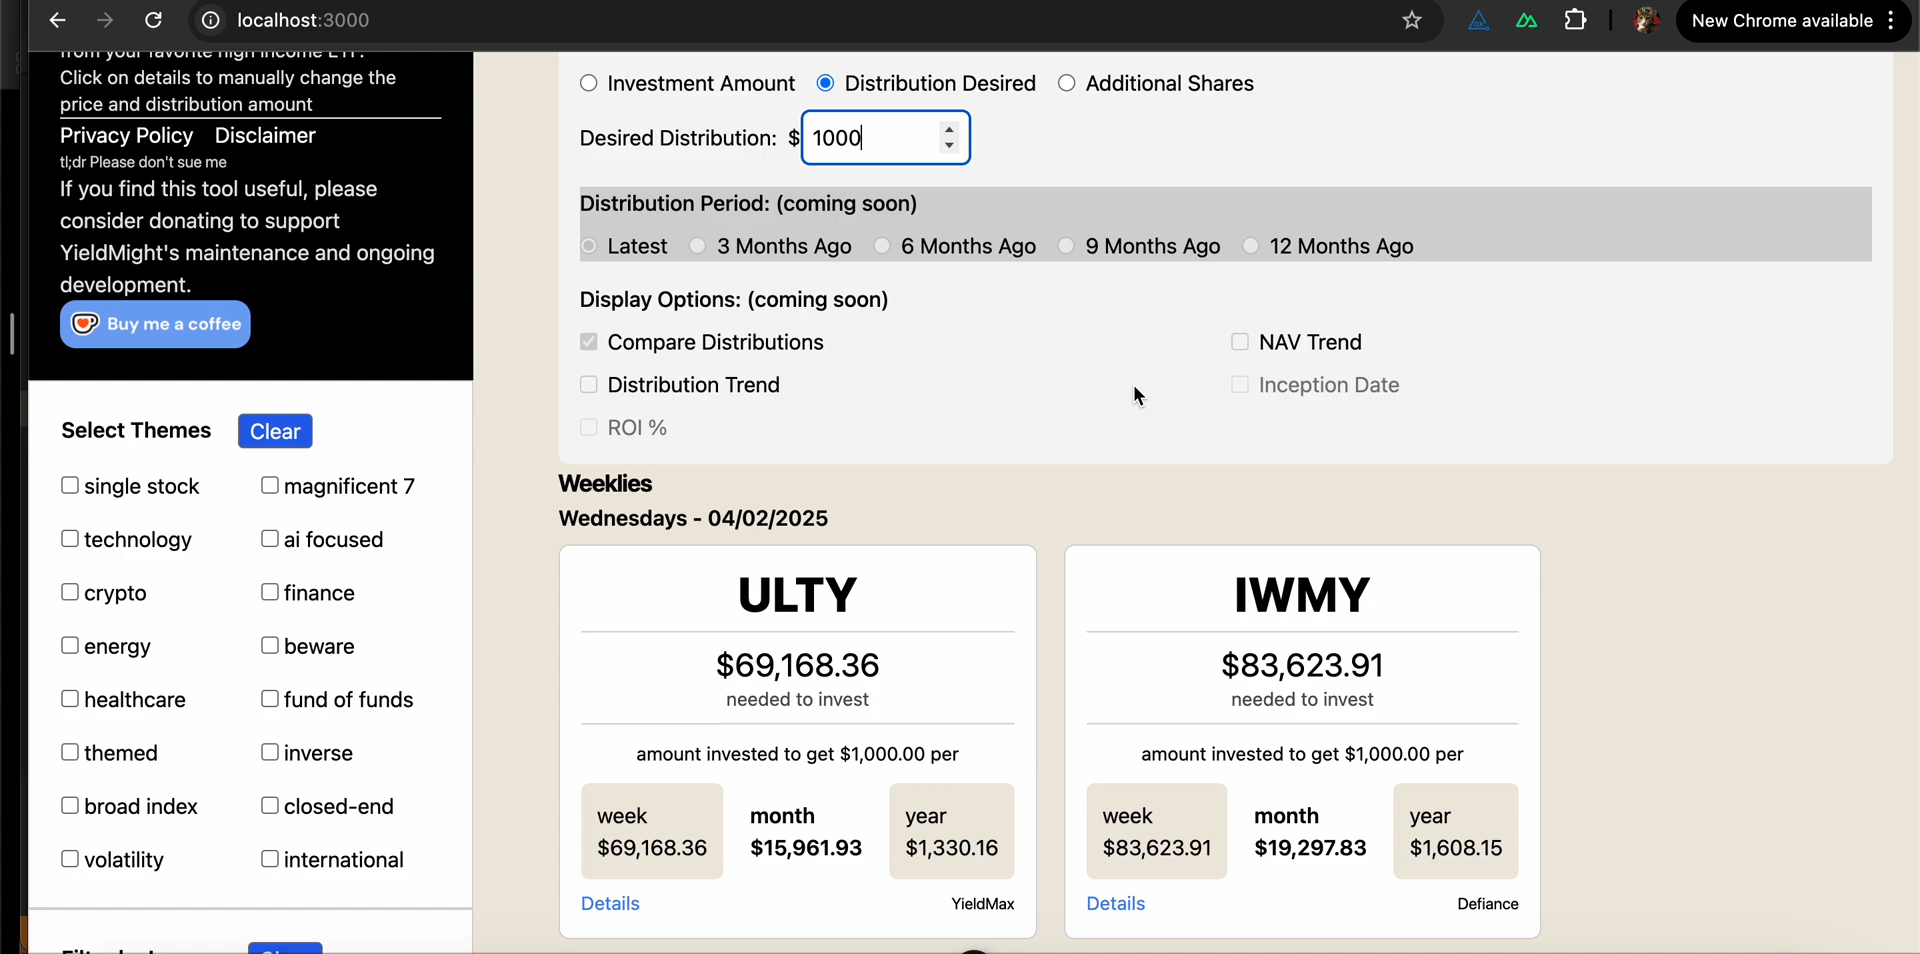 localhost:3000
New Chrome available
from your favorite high income ETF.
Click on details to manually change the
price and distribution amount
Privacy Policy Disclaimer
tl;dr Please don't sue me
If you find this tool useful, please
consider donating to support
YieldMight's maintenance and ongoing
development.
Buy me a coffee
Select Themes Clear
single stock magnificent 7
technology ai focused
crypto finance
energy beware
healthcare fund of funds
themed inverse
broad index closed-end
volatility international
Investment Amount Distribution Desired Additional Shares
Desired Distribution: $ 1000
Distribution Period: (coming soon)
Latest 3 Months Ago 6 Months Ago 9 Months Ago 12 Months Ago
Display Options: (coming soon)
Compare Distributions NAV Trend
Distribution Trend Inception Date
ROI %
Weeklies
Wednesdays - 04/02/2025
ULTY
$69,168.36
needed to invest
amount invested to get $1,000.00 per
week month year
$69,168.36 $15,961.93 $1,330.16
Details YieldMax
IWMY
$83,623.91
needed to invest
amount invested to get $1,000.00 per
week month year
$83,623.91 $19,297.83 $1,608.15
Details Defiance